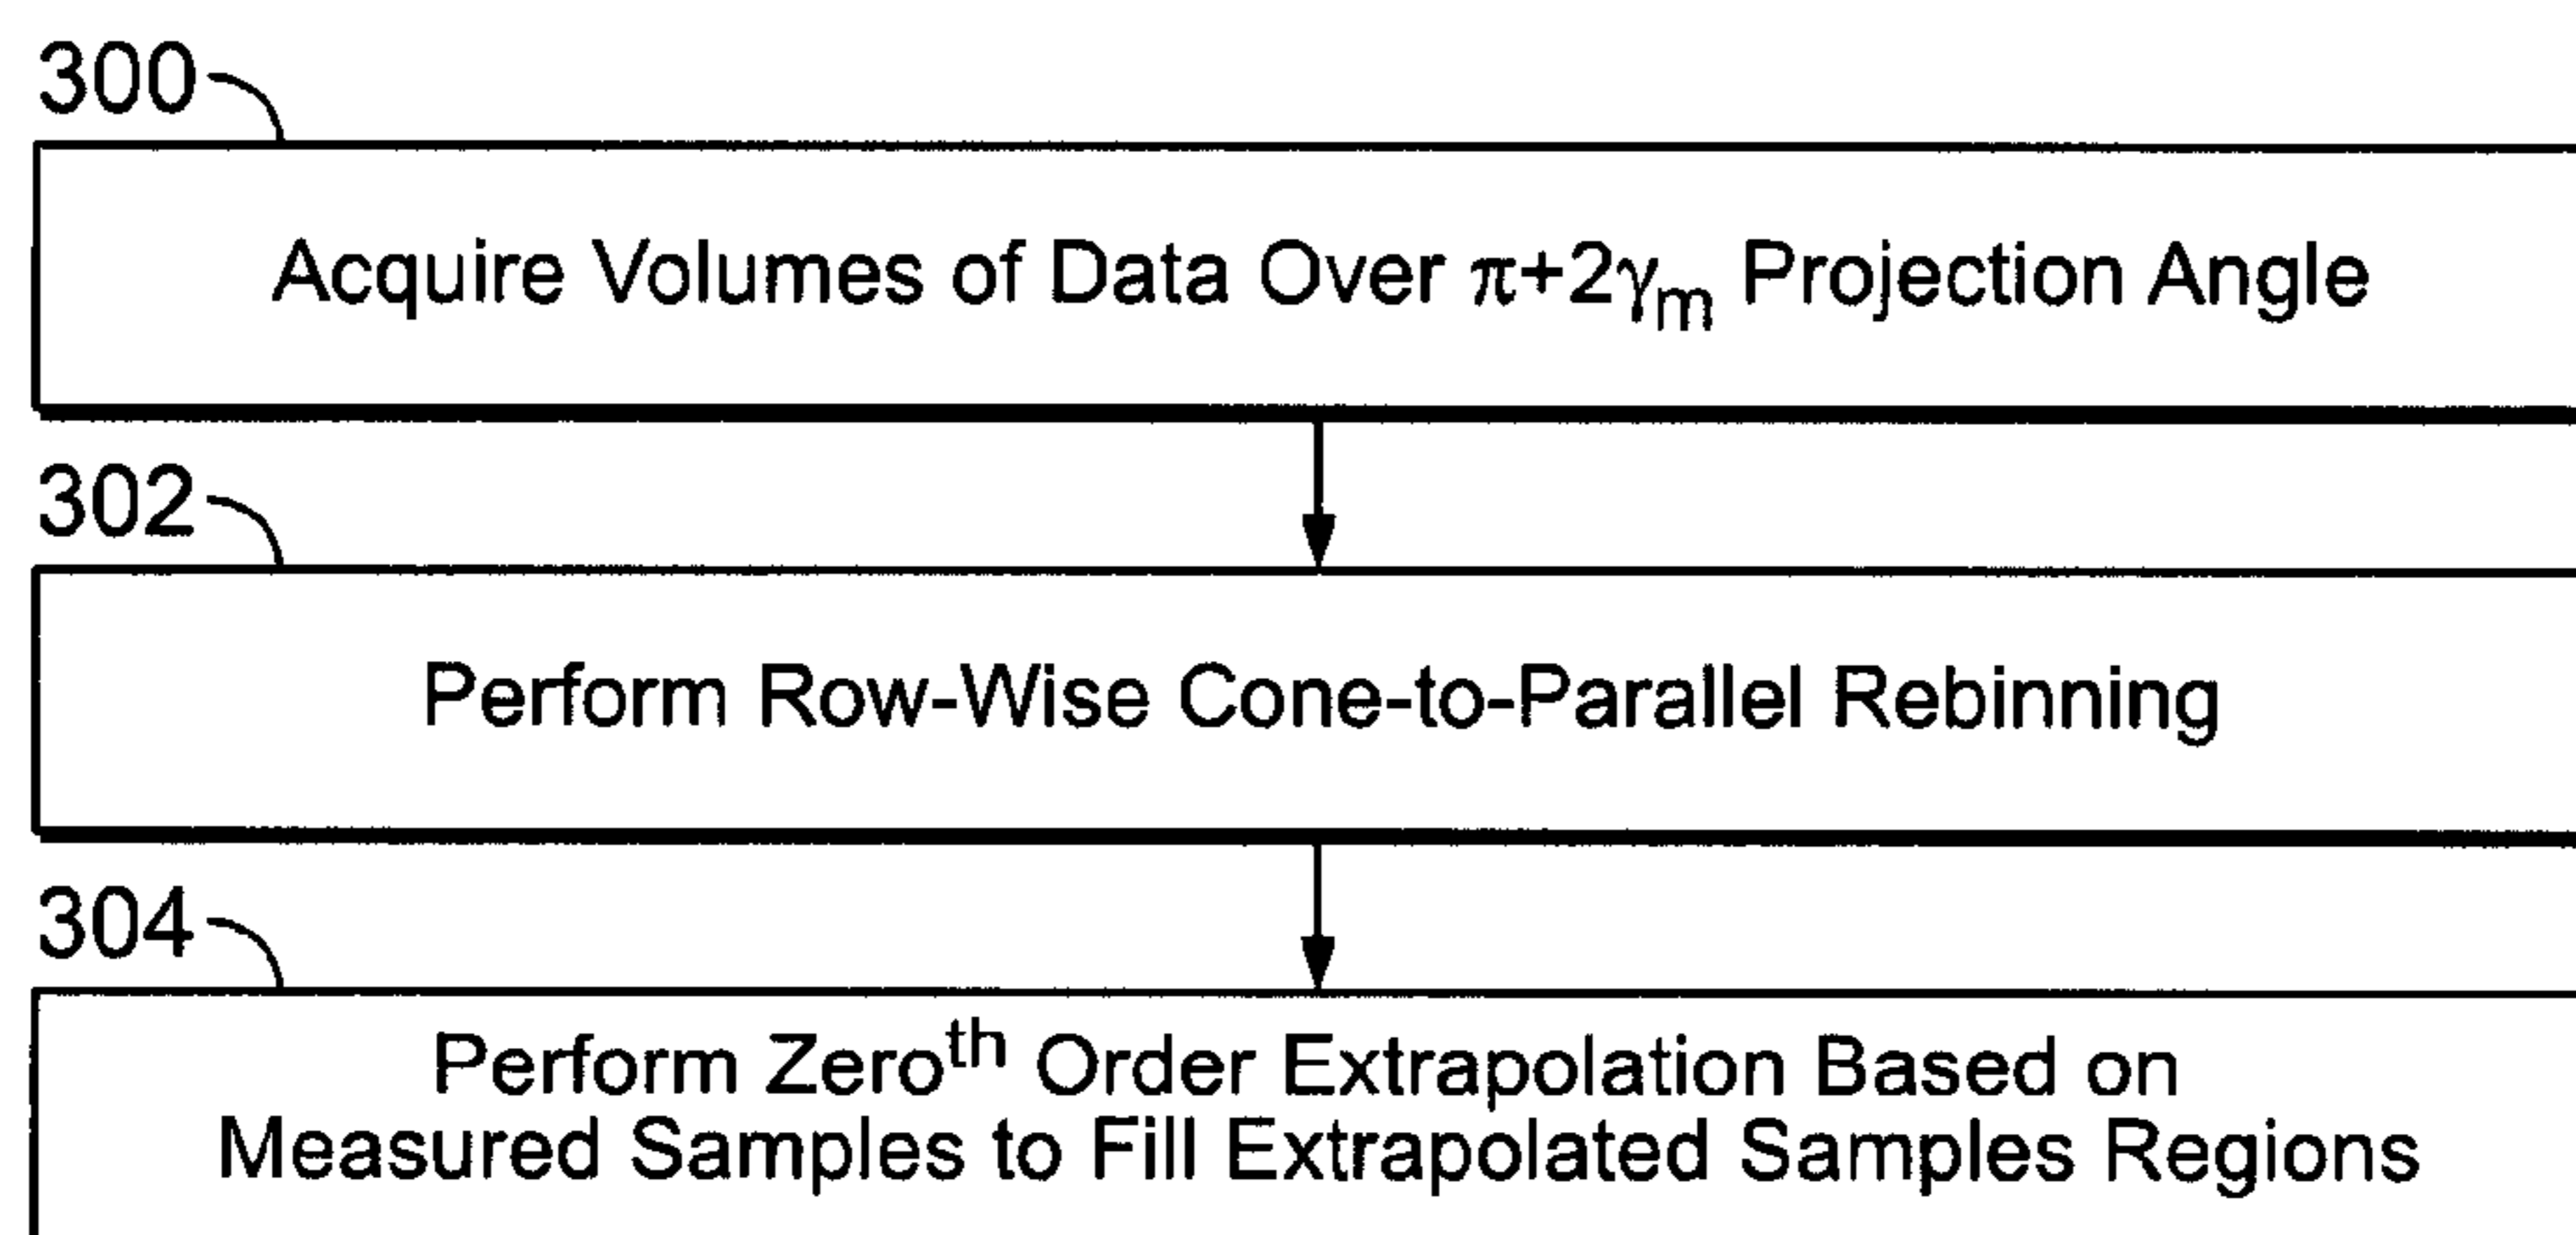 300
Acquire Volumes of Data Over π+2γₘ Projection Angle
302
Perform Row-Wise Cone-to-Parallel Rebinning
304
Perform Zeroᵗʰ Order Extrapolation Based on
Measured Samples to Fill Extrapolated Samples Regions